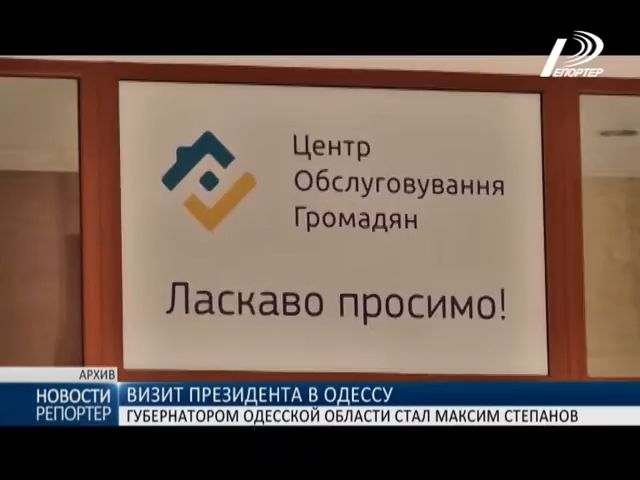 РЕПОРТЕР
Центр
Обслуговування
Громадян
Ласкаво просимо!
АРХИВ
НОВОСТИ
РЕПОРТЕР
ВИЗИТ ПРЕЗИДЕНТА В ОДЕССУ
ГУБЕРНАТОРОМ ОДЕССКОЙ ОБЛАСТИ СТАЛ МАКСИМ СТЕПАНОВ